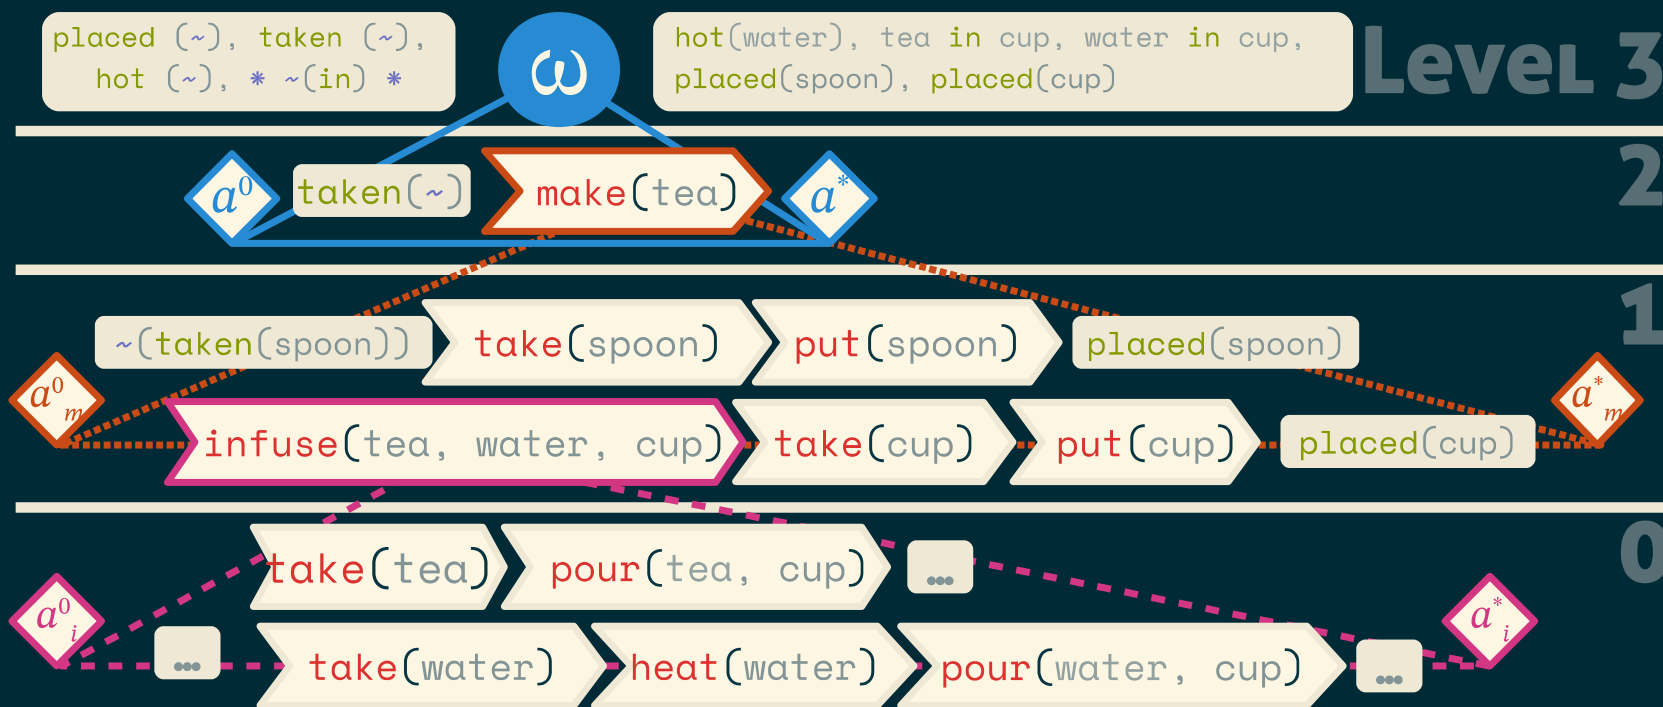 placed (~), taken (~),
hot (~), * ~(in) *
ω
hot(water), tea in cup, water in cup,
placed(spoon), placed(cup)
Level 3
a⁰
taken(~)
make(tea)
a*
2
~(taken(spoon))
take(spoon)
put(spoon)
placed(spoon)
1
a⁰m
infuse(tea, water, cup)
take(cup)
put(cup)
placed(cup)
a*m
take(tea)
pour(tea, cup)
...
0
a⁰i
...
take(water)
heat(water)
pour(water, cup)
...
a*i